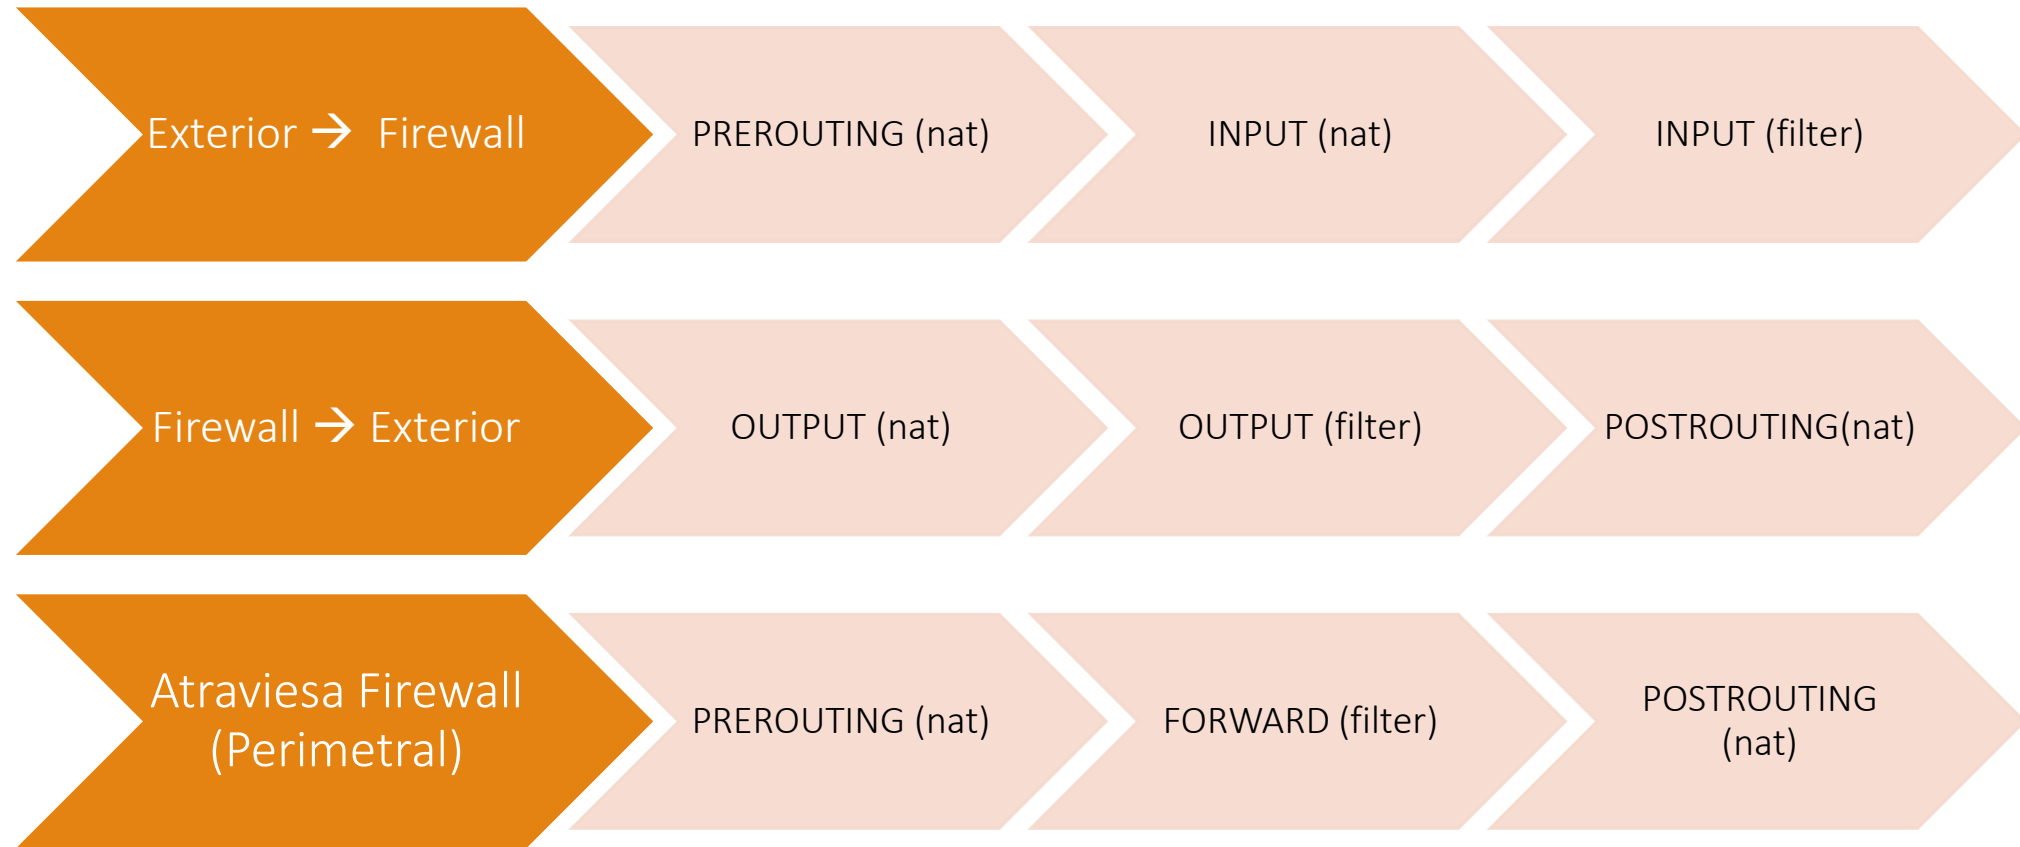 Exterior → Firewall
PREROUTING (nat)
INPUT (nat)
INPUT (filter)
Firewall → Exterior
OUTPUT (nat)
OUTPUT (filter)
POSTROUTING(nat)
Atraviesa Firewall
(Perimetral)
PREROUTING (nat)
FORWARD (filter)
POSTROUTING
(nat)